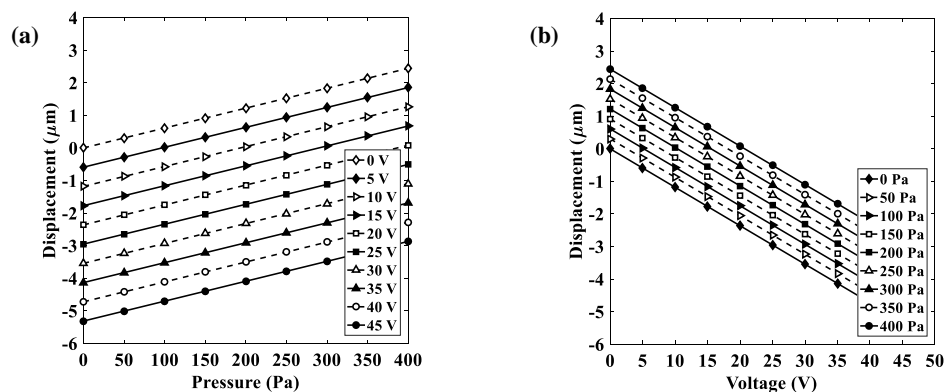 (a)
4
3
2
1
0
-1
-2
-3
-4
-5
-6
Displacement (μm)
0 50 100 150 200 250 300 350 400
Pressure (Pa)
0 V
5 V
10 V
15 V
20 V
25 V
30 V
35 V
40 V
45 V
(b)
4
3
2
1
0
-1
-2
-3
-4
-5
-6
Displacement (μm)
0 5 10 15 20 25 30 35 40 45 50
Voltage (V)
0 Pa
50 Pa
100 Pa
150 Pa
200 Pa
250 Pa
300 Pa
350 Pa
400 Pa